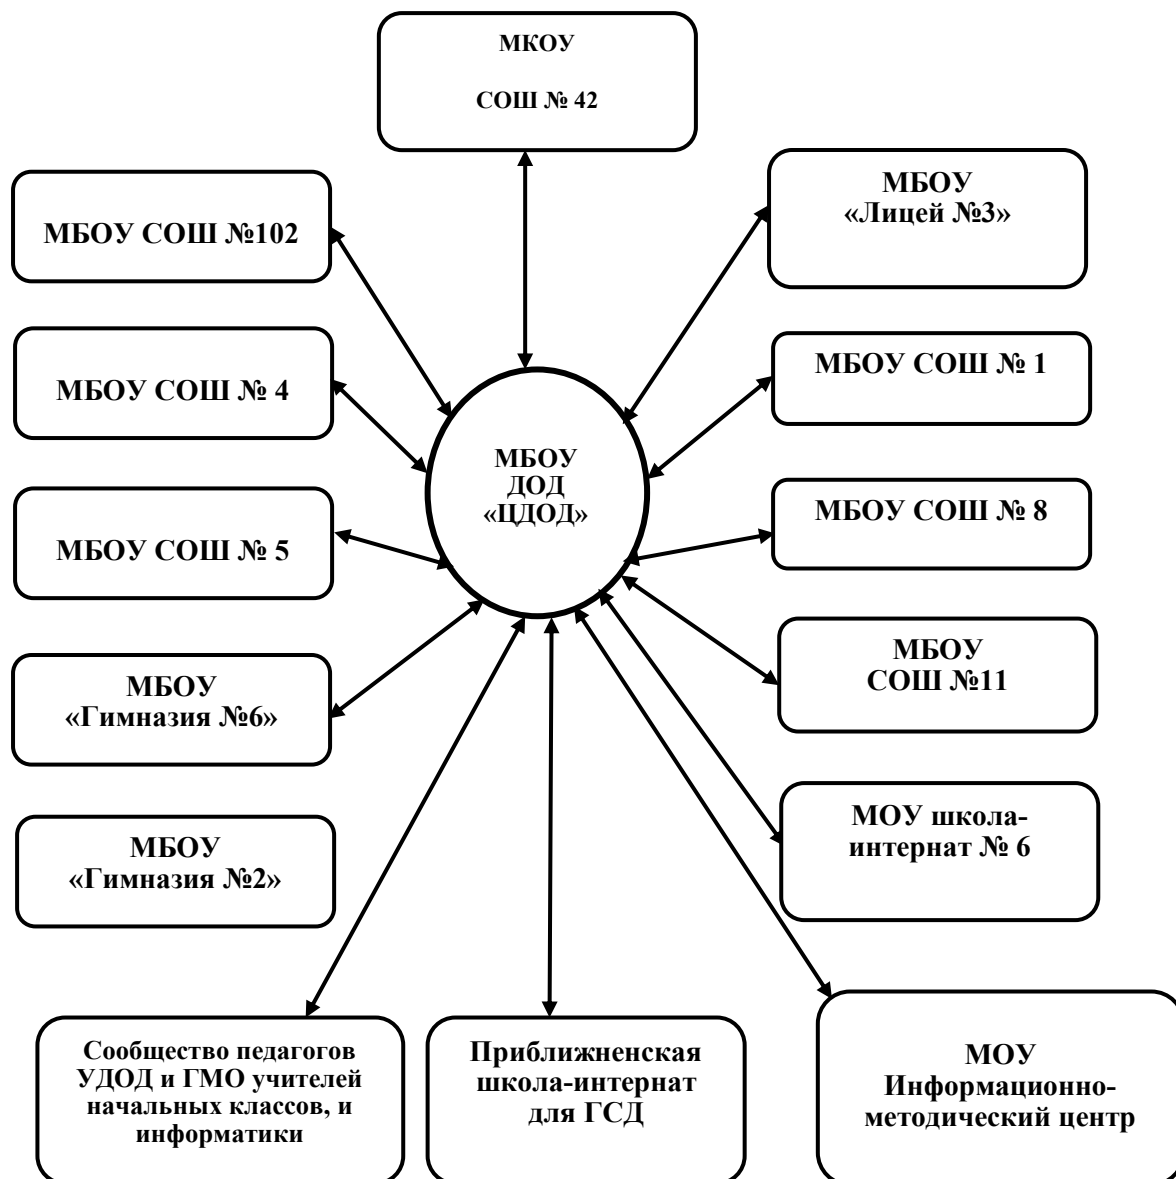 МКОУ
СОШ № 42
МБОУ СОШ №102
МБОУ
«Лицей №3»
МБОУ СОШ № 4
МБОУ СОШ № 1
МБОУ
ДОД
«ЦДОД»
МБОУ СОШ № 5
МБОУ СОШ № 8
МБОУ
«Гимназия №6»
МБОУ
СОШ №11
МБОУ
«Гимназия №2»
МОУ школа-
интернат № 6
Сообщество педагогов
УДОД и ГМО учителей
начальных классов, и
информатики
Приближненская
школа-интернат
для ГСД
МОУ
Информационно-
методический центр